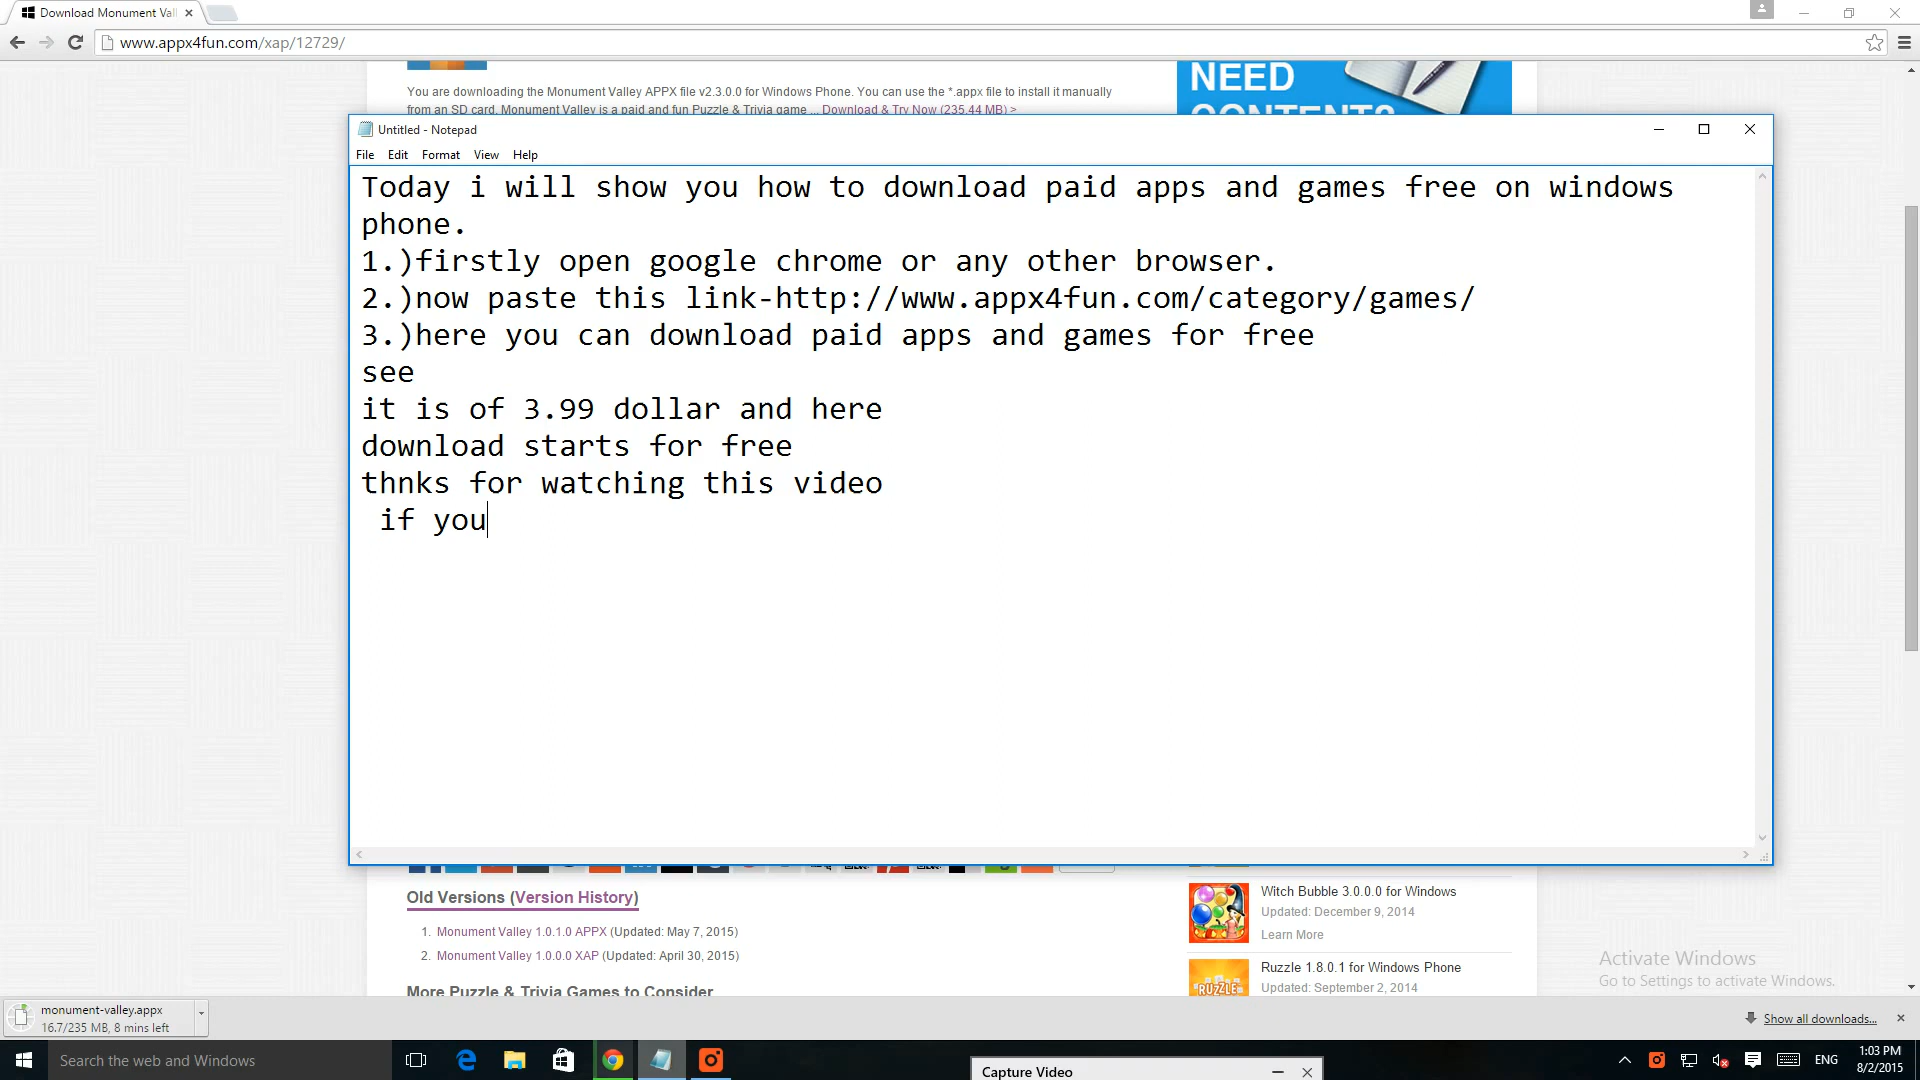 Download Monument Val
www.appx4fun.com/xap/12729/
You are downloading the Monument Valley APPX file v2.3.0.0 for Windows Phone. You can use the *.appx file to install it manually
from an SD card. Monument Valley is a paid and fun Puzzle & Trivia game ... Download & Try Now (235.44 MB) >
NEED
CONTENT?
Untitled - Notepad
File Edit Format View Help
Today i will show you how to download paid apps and games free on windows
phone.
1.)firstly open google chrome or any other browser.
2.)now paste this link-http://www.appx4fun.com/category/games/
3.)here you can download paid apps and games for free
see
it is of 3.99 dollar and here
download starts for free
thnks for watching this video
if you
Old Versions (Version History)
1. Monument Valley 1.0.1.0 APPX (Updated: May 7, 2015)
2. Monument Valley 1.0.0.0 XAP (Updated: April 30, 2015)
More Puzzle & Trivia Games to Consider
Witch Bubble 3.0.0.0 for Windows
Updated: December 9, 2014
Learn More
RUZZLE
Ruzzle 1.8.0.1 for Windows Phone
Updated: September 2, 2014
Activate Windows
Go to Settings to activate Windows.
monument-valley.appx
16.7/235 MB, 8 mins left
Show all downloads...
Search the web and Windows
Capture Video
ENG
1:03 PM
8/2/2015